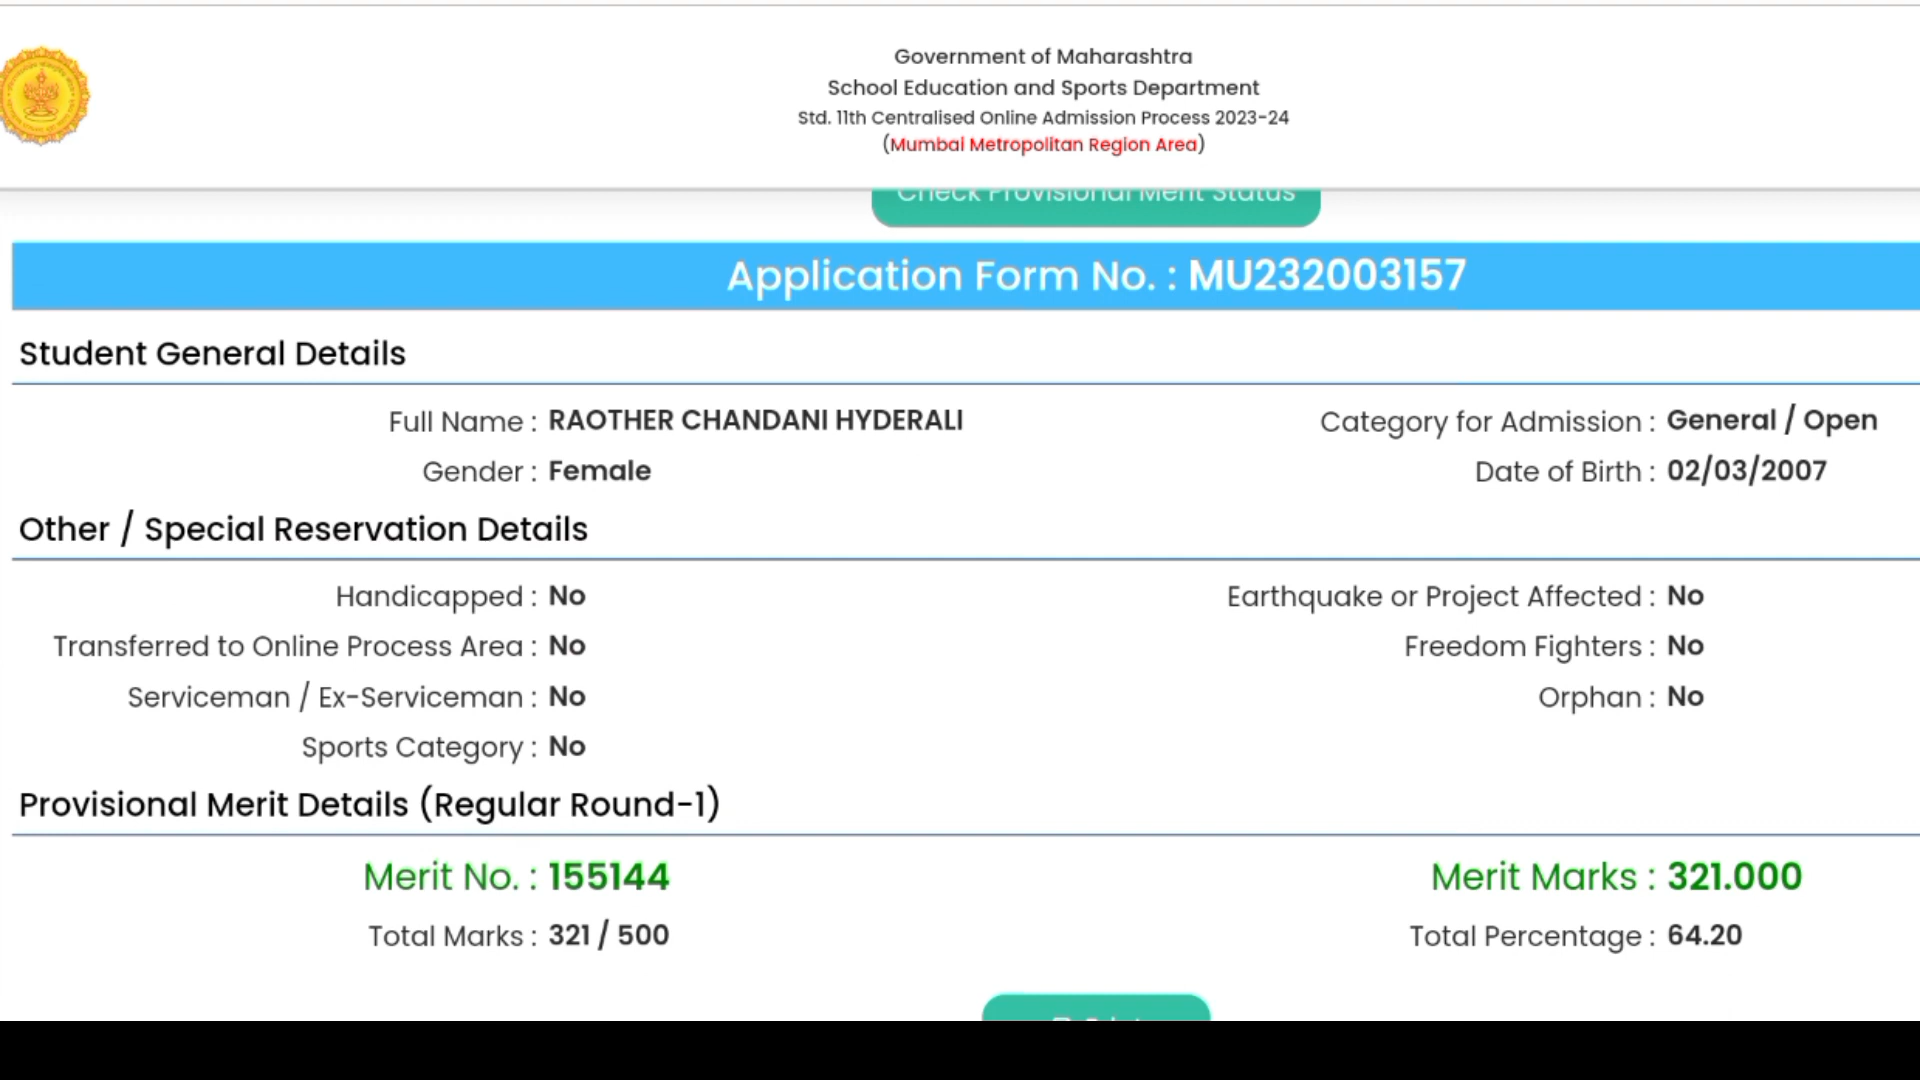 Government of Maharashtra
School Education and Sports Department
Std. 11th Centralised Online Admission Process 2023-24
(Mumbai Metropolitan Region Area)
Check Provisional Merit Status
Application Form No. : MU232003157
Student General Details
Full Name : RAOTHER CHANDANI HYDERALI Category for Admission : General / Open
Gender : Female Date of Birth : 02/03/2007
Other / Special Reservation Details
Handicapped : No Earthquake or Project Affected : No
Transferred to Online Process Area : No Freedom Fighters : No
Serviceman / Ex-Serviceman : No Orphan : No
Sports Category : No
Provisional Merit Details (Regular Round-1)
Merit No. : 155144 Merit Marks : 321.000
Total Marks : 321 / 500 Total Percentage : 64.20